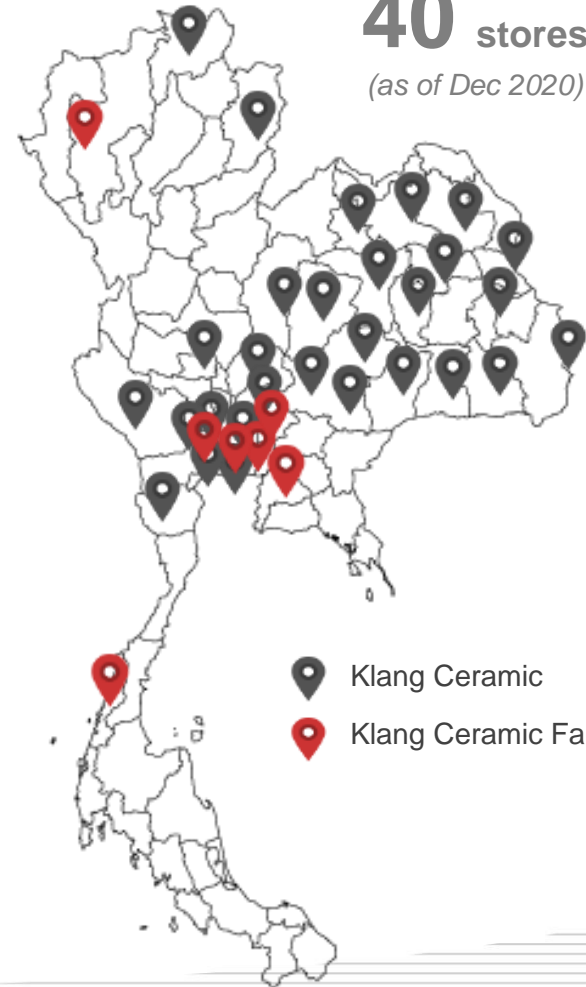 40 stores
(as of Dec 2020)
Klang Ceramic
Klang Ceramic Fa